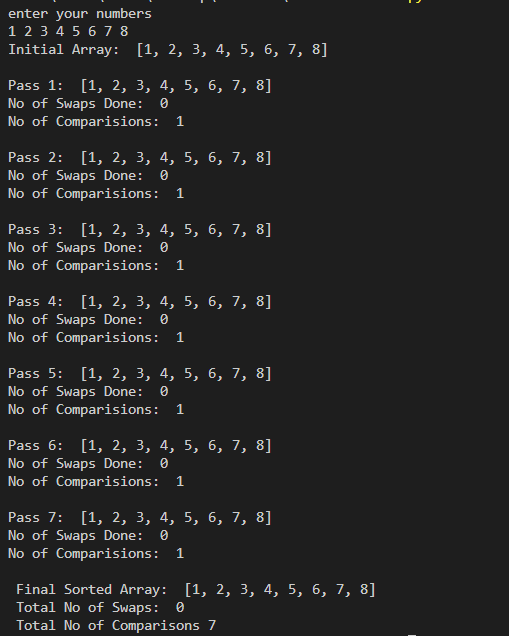 enter your numbers
1 2 3 4 5 6 7 8
Initial Array:  [1, 2, 3, 4, 5, 6, 7, 8]
Pass 1:  [1, 2, 3, 4, 5, 6, 7, 8]
No of Swaps Done:  0
No of Comparisions:  1
Pass 2:  [1, 2, 3, 4, 5, 6, 7, 8]
No of Swaps Done:  0
No of Comparisions:  1
Pass 3:  [1, 2, 3, 4, 5, 6, 7, 8]
No of Swaps Done:  0
No of Comparisions:  1
Pass 4:  [1, 2, 3, 4, 5, 6, 7, 8]
No of Swaps Done:  0
No of Comparisions:  1
Pass 5:  [1, 2, 3, 4, 5, 6, 7, 8]
No of Swaps Done:  0
No of Comparisions:  1
Pass 6:  [1, 2, 3, 4, 5, 6, 7, 8]
No of Swaps Done:  0
No of Comparisions:  1
Pass 7:  [1, 2, 3, 4, 5, 6, 7, 8]
No of Swaps Done:  0
No of Comparisions:  1
Final Sorted Array:  [1, 2, 3, 4, 5, 6, 7, 8]
Total No of Swaps:  0
Total No of Comparisons 7